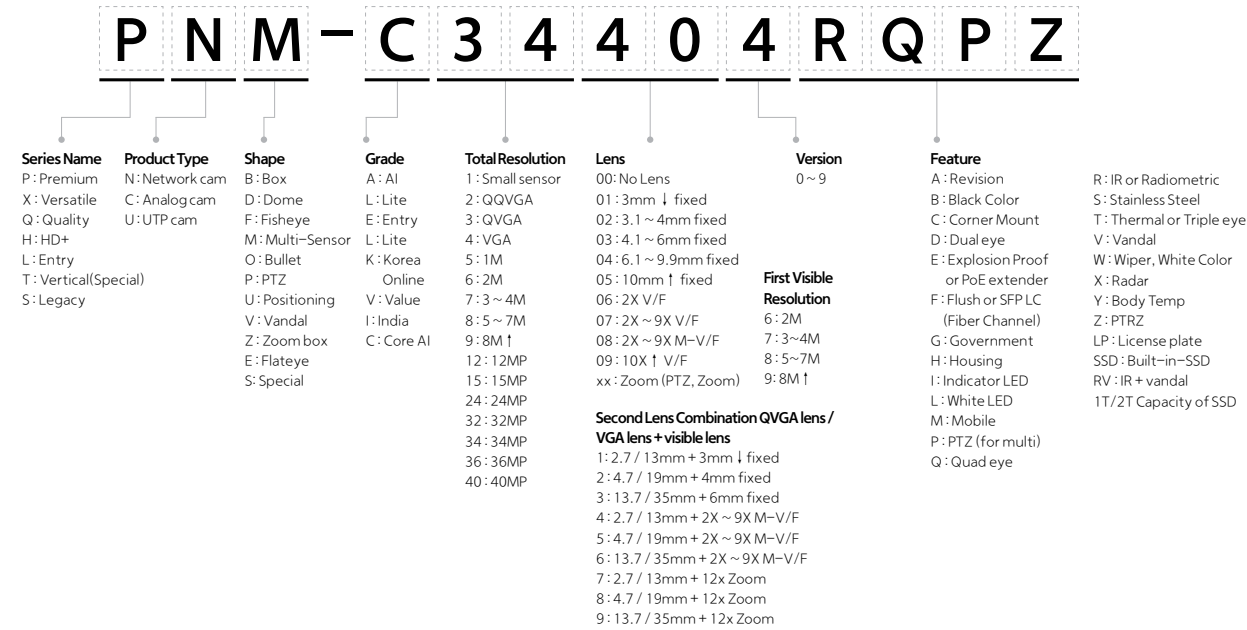 PNM-C34404RQPZ
Series Name
P : Premium
X : Versatile
Q : Quality
H : HD+
L : Entry
T : Vertical(Special)
S : Legacy
Product Type
N : Network cam
C : Analog cam
U : UTP cam
Shape
B : Box
D : Dome
F : Fisheye
M : Multi-Sensor
O : Bullet
P : PTZ
U : Positioning
V : Vandal
Z : Zoom box
E : Flateye
S: Special
Grade
A : AI
L : Lite
E : Entry
L : Lite
K : Korea
Online
V : Value
I : India
C : Core AI
Total Resolution
1 : Small sensor
2 : QQVGA
3 : QVGA
4 : VGA
5 : 1M
6 : 2M
7 : 3 ~ 4M
8 : 5 ~ 7M
9 : 8M ↑
12 : 12MP
15 : 15MP
24 : 24MP
32 : 32MP
34 : 34MP
36 : 36MP
40 : 40MP
Lens
00: No Lens
01 : 3mm ↓ fixed
02 : 3.1 ~ 4mm fixed
03 : 4.1 ~ 6mm fixed
04 : 6.1 ~ 9.9mm fixed
05 : 10mm ↑ fixed
06 : 2X V/F
07 : 2X ~ 9X V/F
08 : 2X ~ 9X M-V/F
09 : 10X ↑ V/F
xx : Zoom (PTZ, Zoom)
First Visible
Resolution
6 : 2M
7 : 3~4M
8 : 5~7M
9 : 8M ↑
Second Lens Combination QVGA lens /
VGA lens + visible lens
1 : 2.7 / 13mm + 3mm ↓ fixed
2 : 4.7 / 19mm + 4mm fixed
3 : 13.7 / 35mm + 6mm fixed
4 : 2.7 / 13mm + 2X ~ 9X M-V/F
5 : 4.7 / 19mm + 2X ~ 9X M-V/F
6 : 13.7 / 35mm + 2X ~ 9X M-V/F
7 : 2.7 / 13mm + 12x Zoom
8 : 4.7 / 19mm + 12x Zoom
9 : 13.7 / 35mm + 12x Zoom
Version
0 ~ 9
Feature
A : Revision
B : Black Color
C : Corner Mount
D : Dual eye
E : Explosion Proof
or PoE extender
F : Flush or SFP LC
(Fiber Channel)
G : Government
H : Housing
I : Indicator LED
L : White LED
M : Mobile
P : PTZ (for multi)
Q : Quad eye
R : IR or Radiometric
S : Stainless Steel
T : Thermal or Triple eye
V : Vandal
W : Wiper, White Color
X : Radar
Y : Body Temp
Z : PTRZ
LP : License plate
SSD : Built-in-SSD
RV : IR + vandal
1T/2T Capacity of SSD